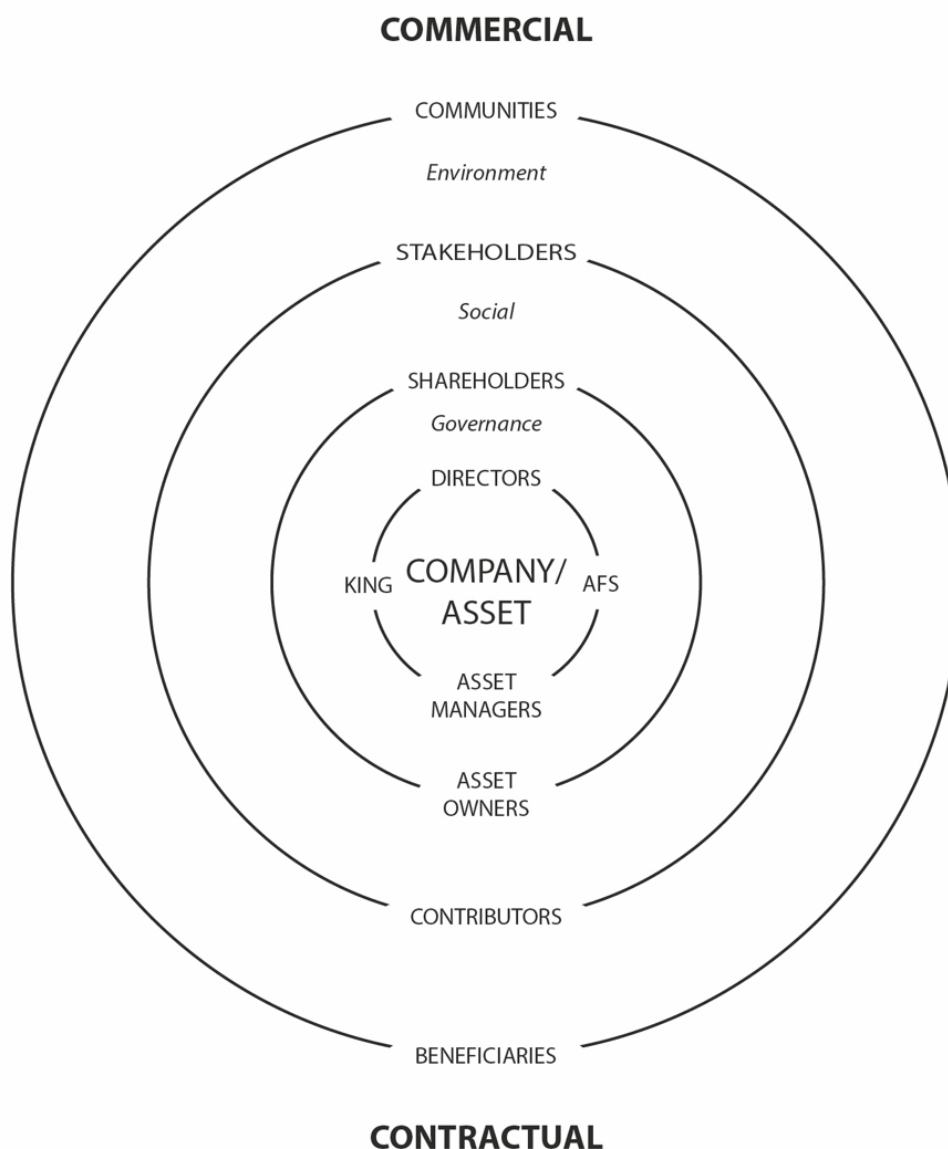 COMMERCIAL
COMMUNITIES
Environment
STAKEHOLDERS
Social
SHAREHOLDERS
Governance
DIRECTORS
KING
COMPANY/
ASSET
AFS
ASSET
MANAGERS
ASSET
OWNERS
CONTRIBUTORS
BENEFICIARIES
CONTRACTUAL